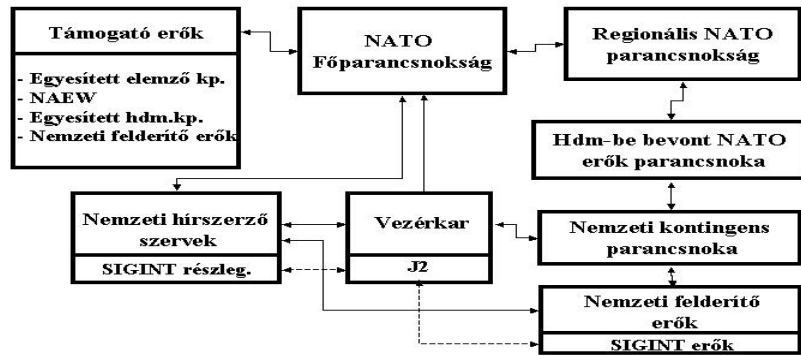 Támogató erők
- Egyesített elemző kp.
- NAEW
- Egyesített hdm.kp.
- Nemzeti felderítő erők
NATO
Főparancsnokság
Regionális NATO
parancsnokság
Hdm-be bevont NATO
erők parancsnoka
Nemzeti hírszerző
szervek
SIGINT részleg.
Vezérkar
J2
Nemzeti kontingens
parancsnoka
Nemzeti felderítő
erők
SIGINT erők